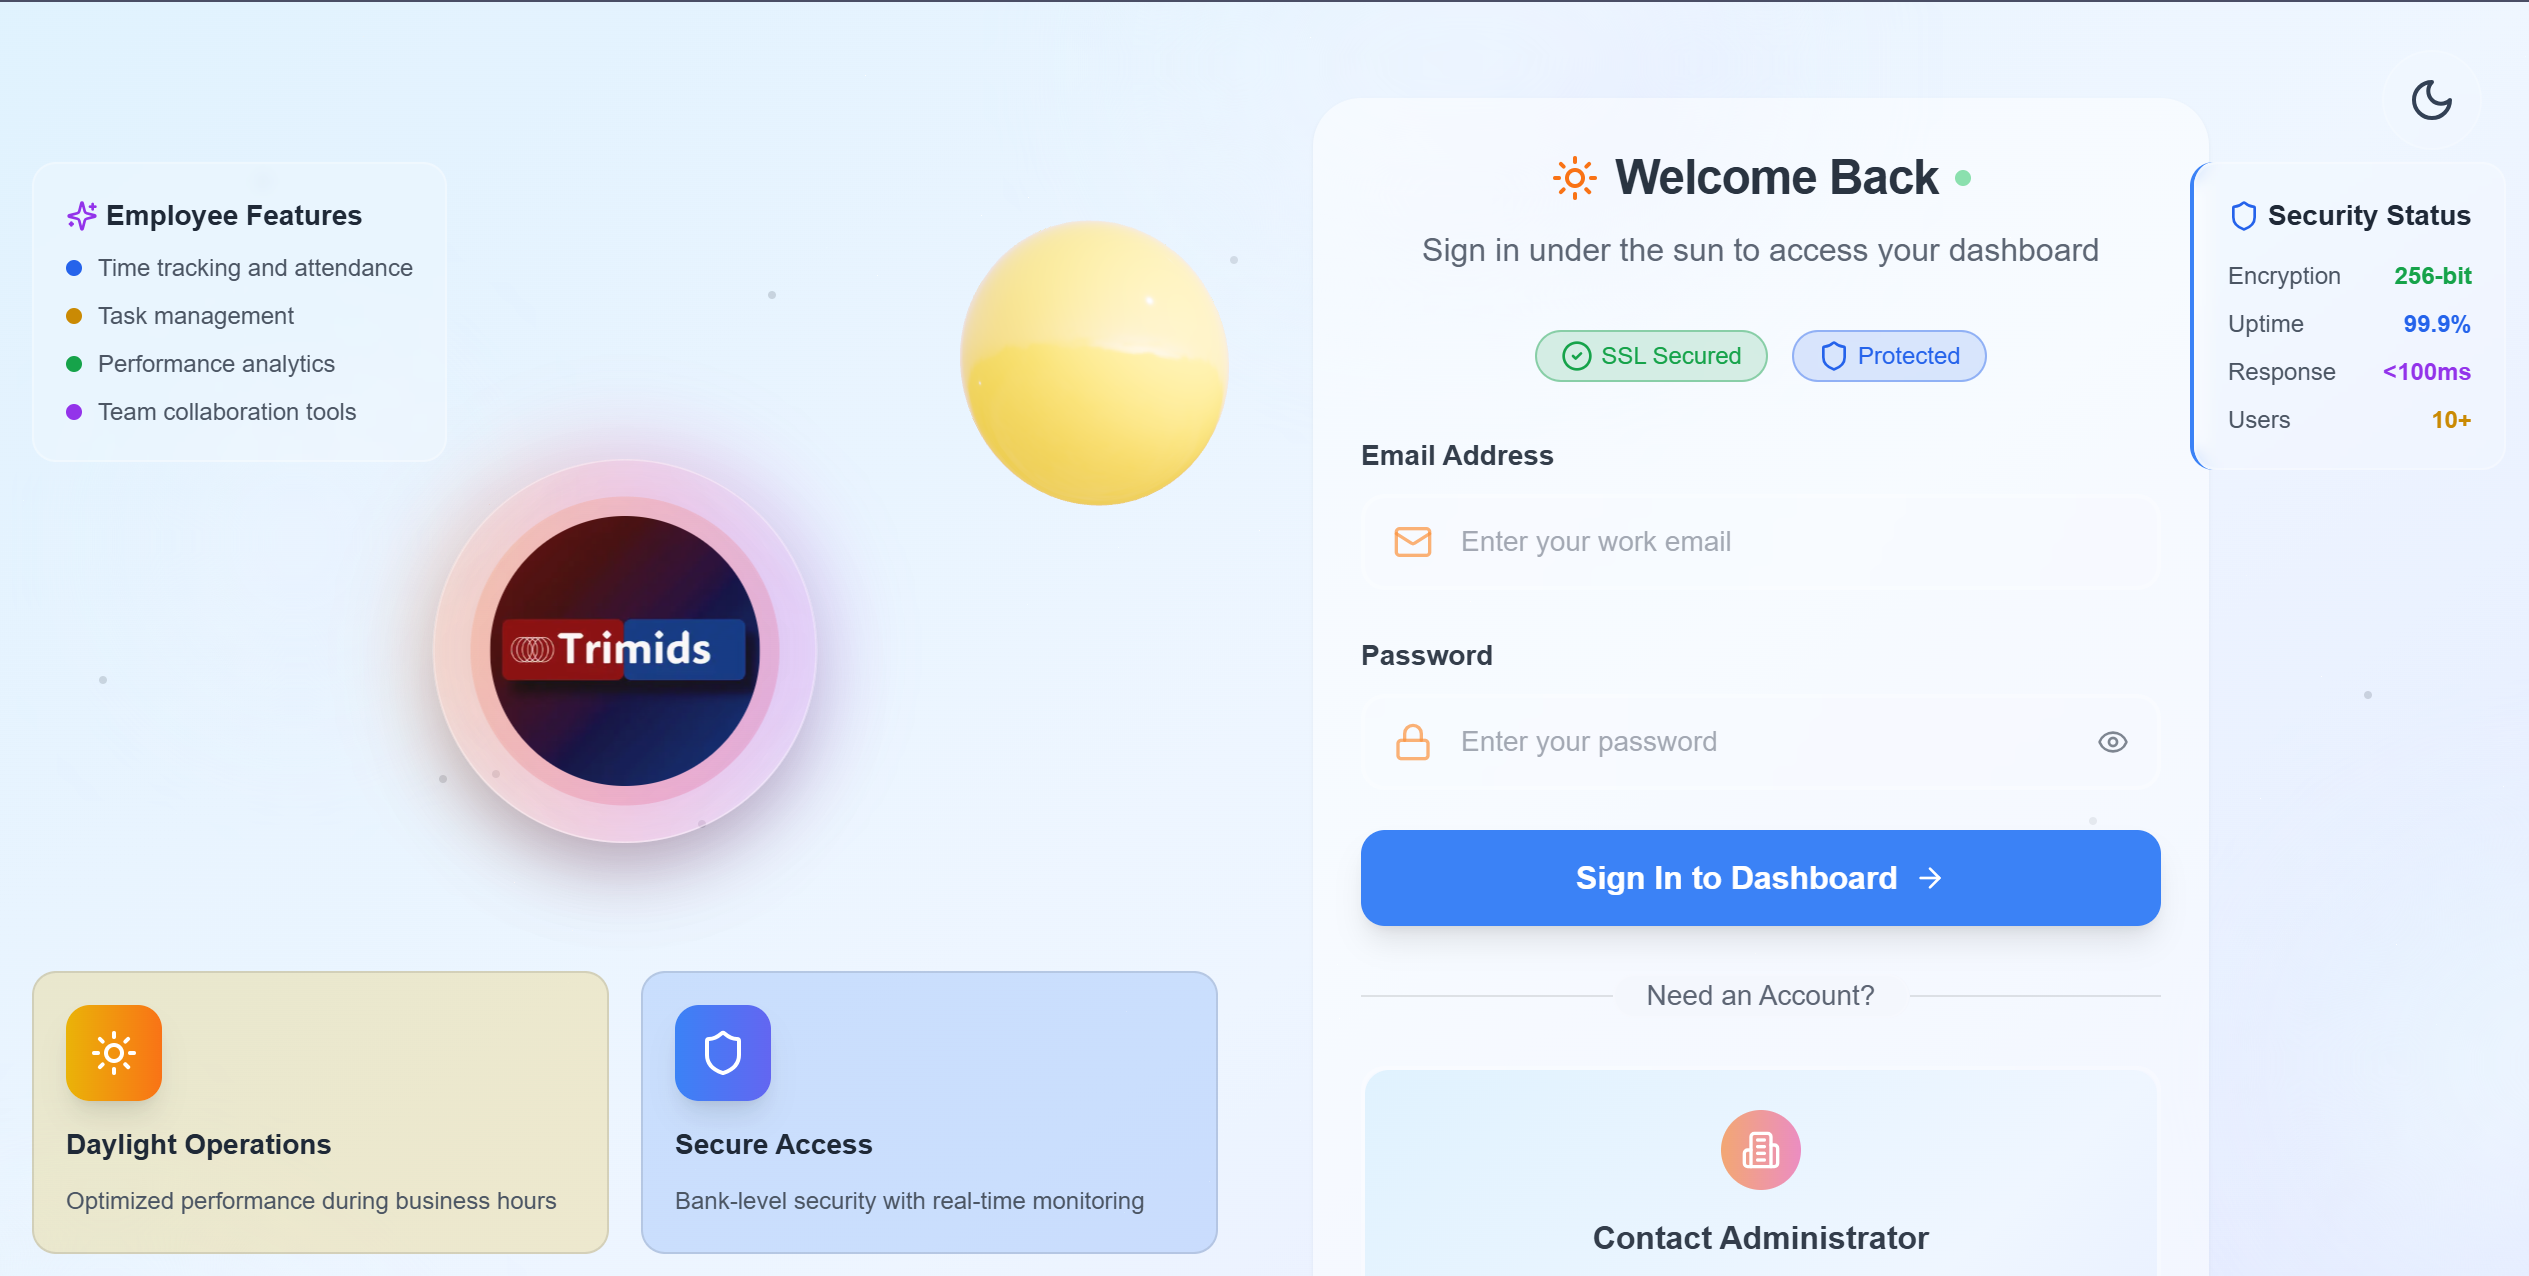 Employee Features
Time tracking and attendance
Task management
Performance analytics
Team collaboration tools
Trimids
Daylight Operations
Optimized performance during business hours
Secure Access
Bank-level security with real-time monitoring
Welcome Back
Sign in under the sun to access your dashboard
SSL Secured
Protected
Email Address
Enter your work email
Password
Enter your password
Sign In to Dashboard
Need an Account?
Contact Administrator
Security Status
Encryption 256-bit
Uptime 99.9%
Response <100ms
Users 10+